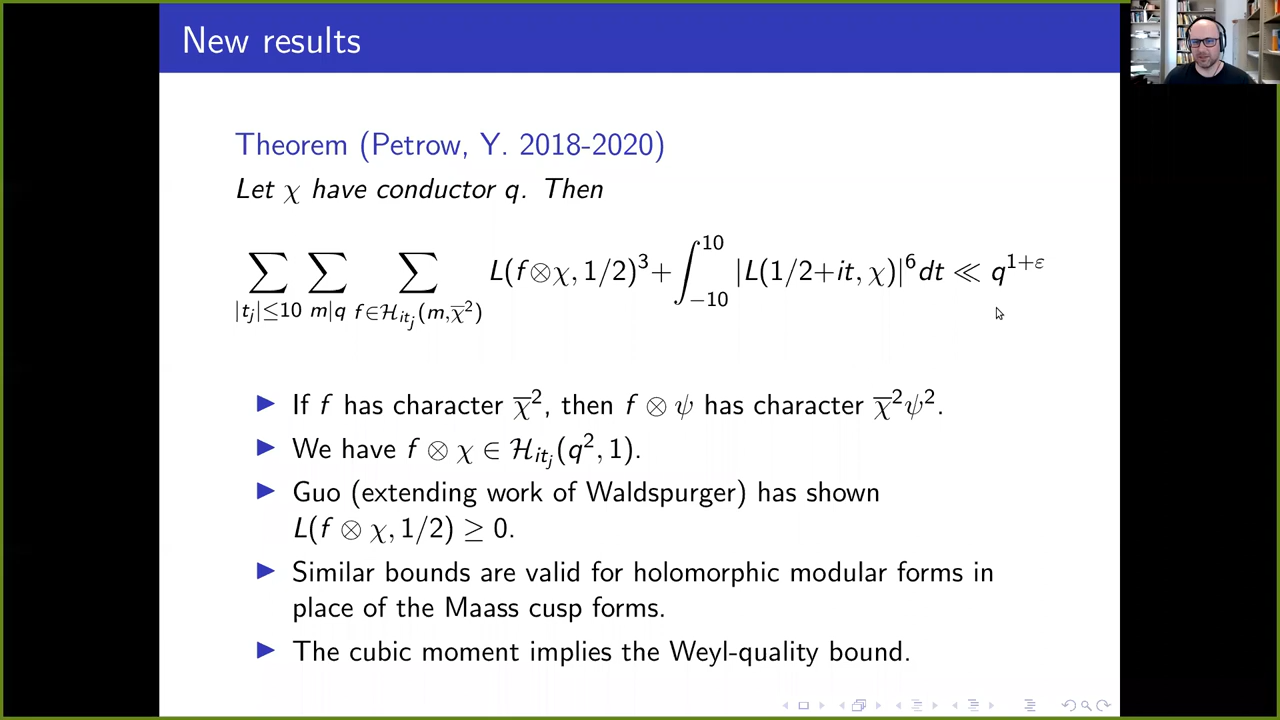 New results
Theorem (Petrow, Y. 2018-2020)
Let χ have conductor q. Then
∑_{|t_j|≤10} ∑_{m|q} ∑_{f∈ℋ_{it_j}(m,χ̄²)} L(f⊗χ, 1/2)³ + ∫_{-10}^{10} |L(1/2+it, χ)|⁶dt ≪ q^{1+ε}
▶ If f has character χ̄², then f ⊗ ψ has character χ̄²ψ².
▶ We have f ⊗ χ ∈ ℋ_{it_j}(q², 1).
▶ Guo (extending work of Waldspurger) has shown
L(f ⊗ χ, 1/2) ≥ 0.
▶ Similar bounds are valid for holomorphic modular forms in
place of the Maass cusp forms.
▶ The cubic moment implies the Weyl-quality bound.